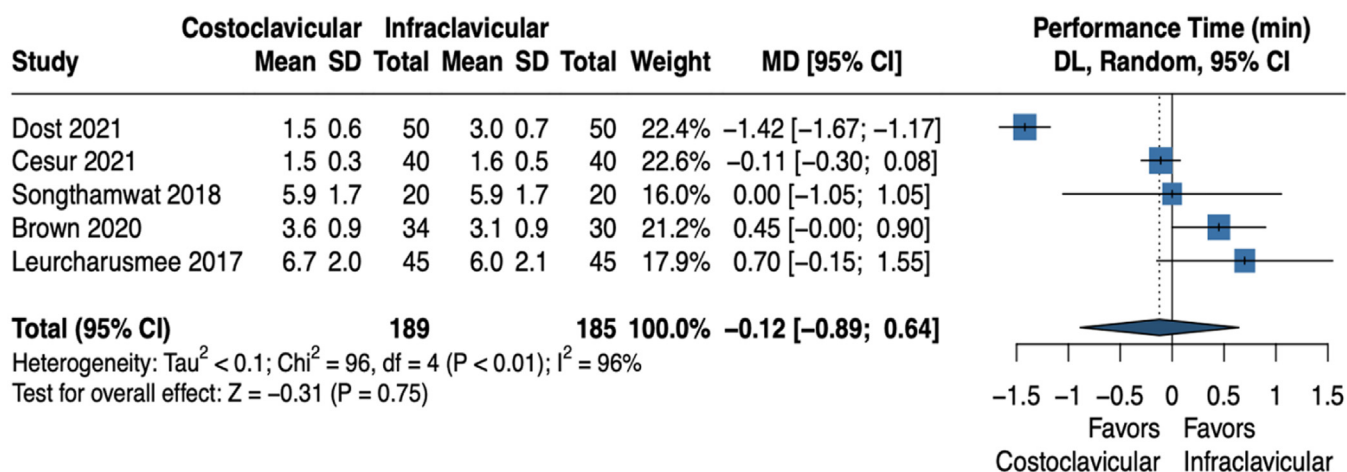 Costoclavicular Infraclavicular Performance Time (min)
Study Mean SD Total Mean SD Total Weight MD [95% CI] DL, Random, 95% CI
Dost 2021 1.5 0.6 50 3.0 0.7 50 22.4% −1.42 [−1.67; −1.17]
Cesur 2021 1.5 0.3 40 1.6 0.5 40 22.6% −0.11 [−0.30; 0.08]
Songthamwat 2018 5.9 1.7 20 5.9 1.7 20 16.0% 0.00 [−1.05; 1.05]
Brown 2020 3.6 0.9 34 3.1 0.9 30 21.2% 0.45 [−0.00; 0.90]
Leurcharusmee 2017 6.7 2.0 45 6.0 2.1 45 17.9% 0.70 [−0.15; 1.55]
Total (95% CI) 189 185 100.0% −0.12 [−0.89; 0.64]
Heterogeneity: Tau² < 0.1; Chi² = 96, df = 4 (P < 0.01); I² = 96%
Test for overall effect: Z = −0.31 (P = 0.75)
−1.5 −1 −0.5 0 0.5 1 1.5
Favors Favors
Costoclavicular Infraclavicular